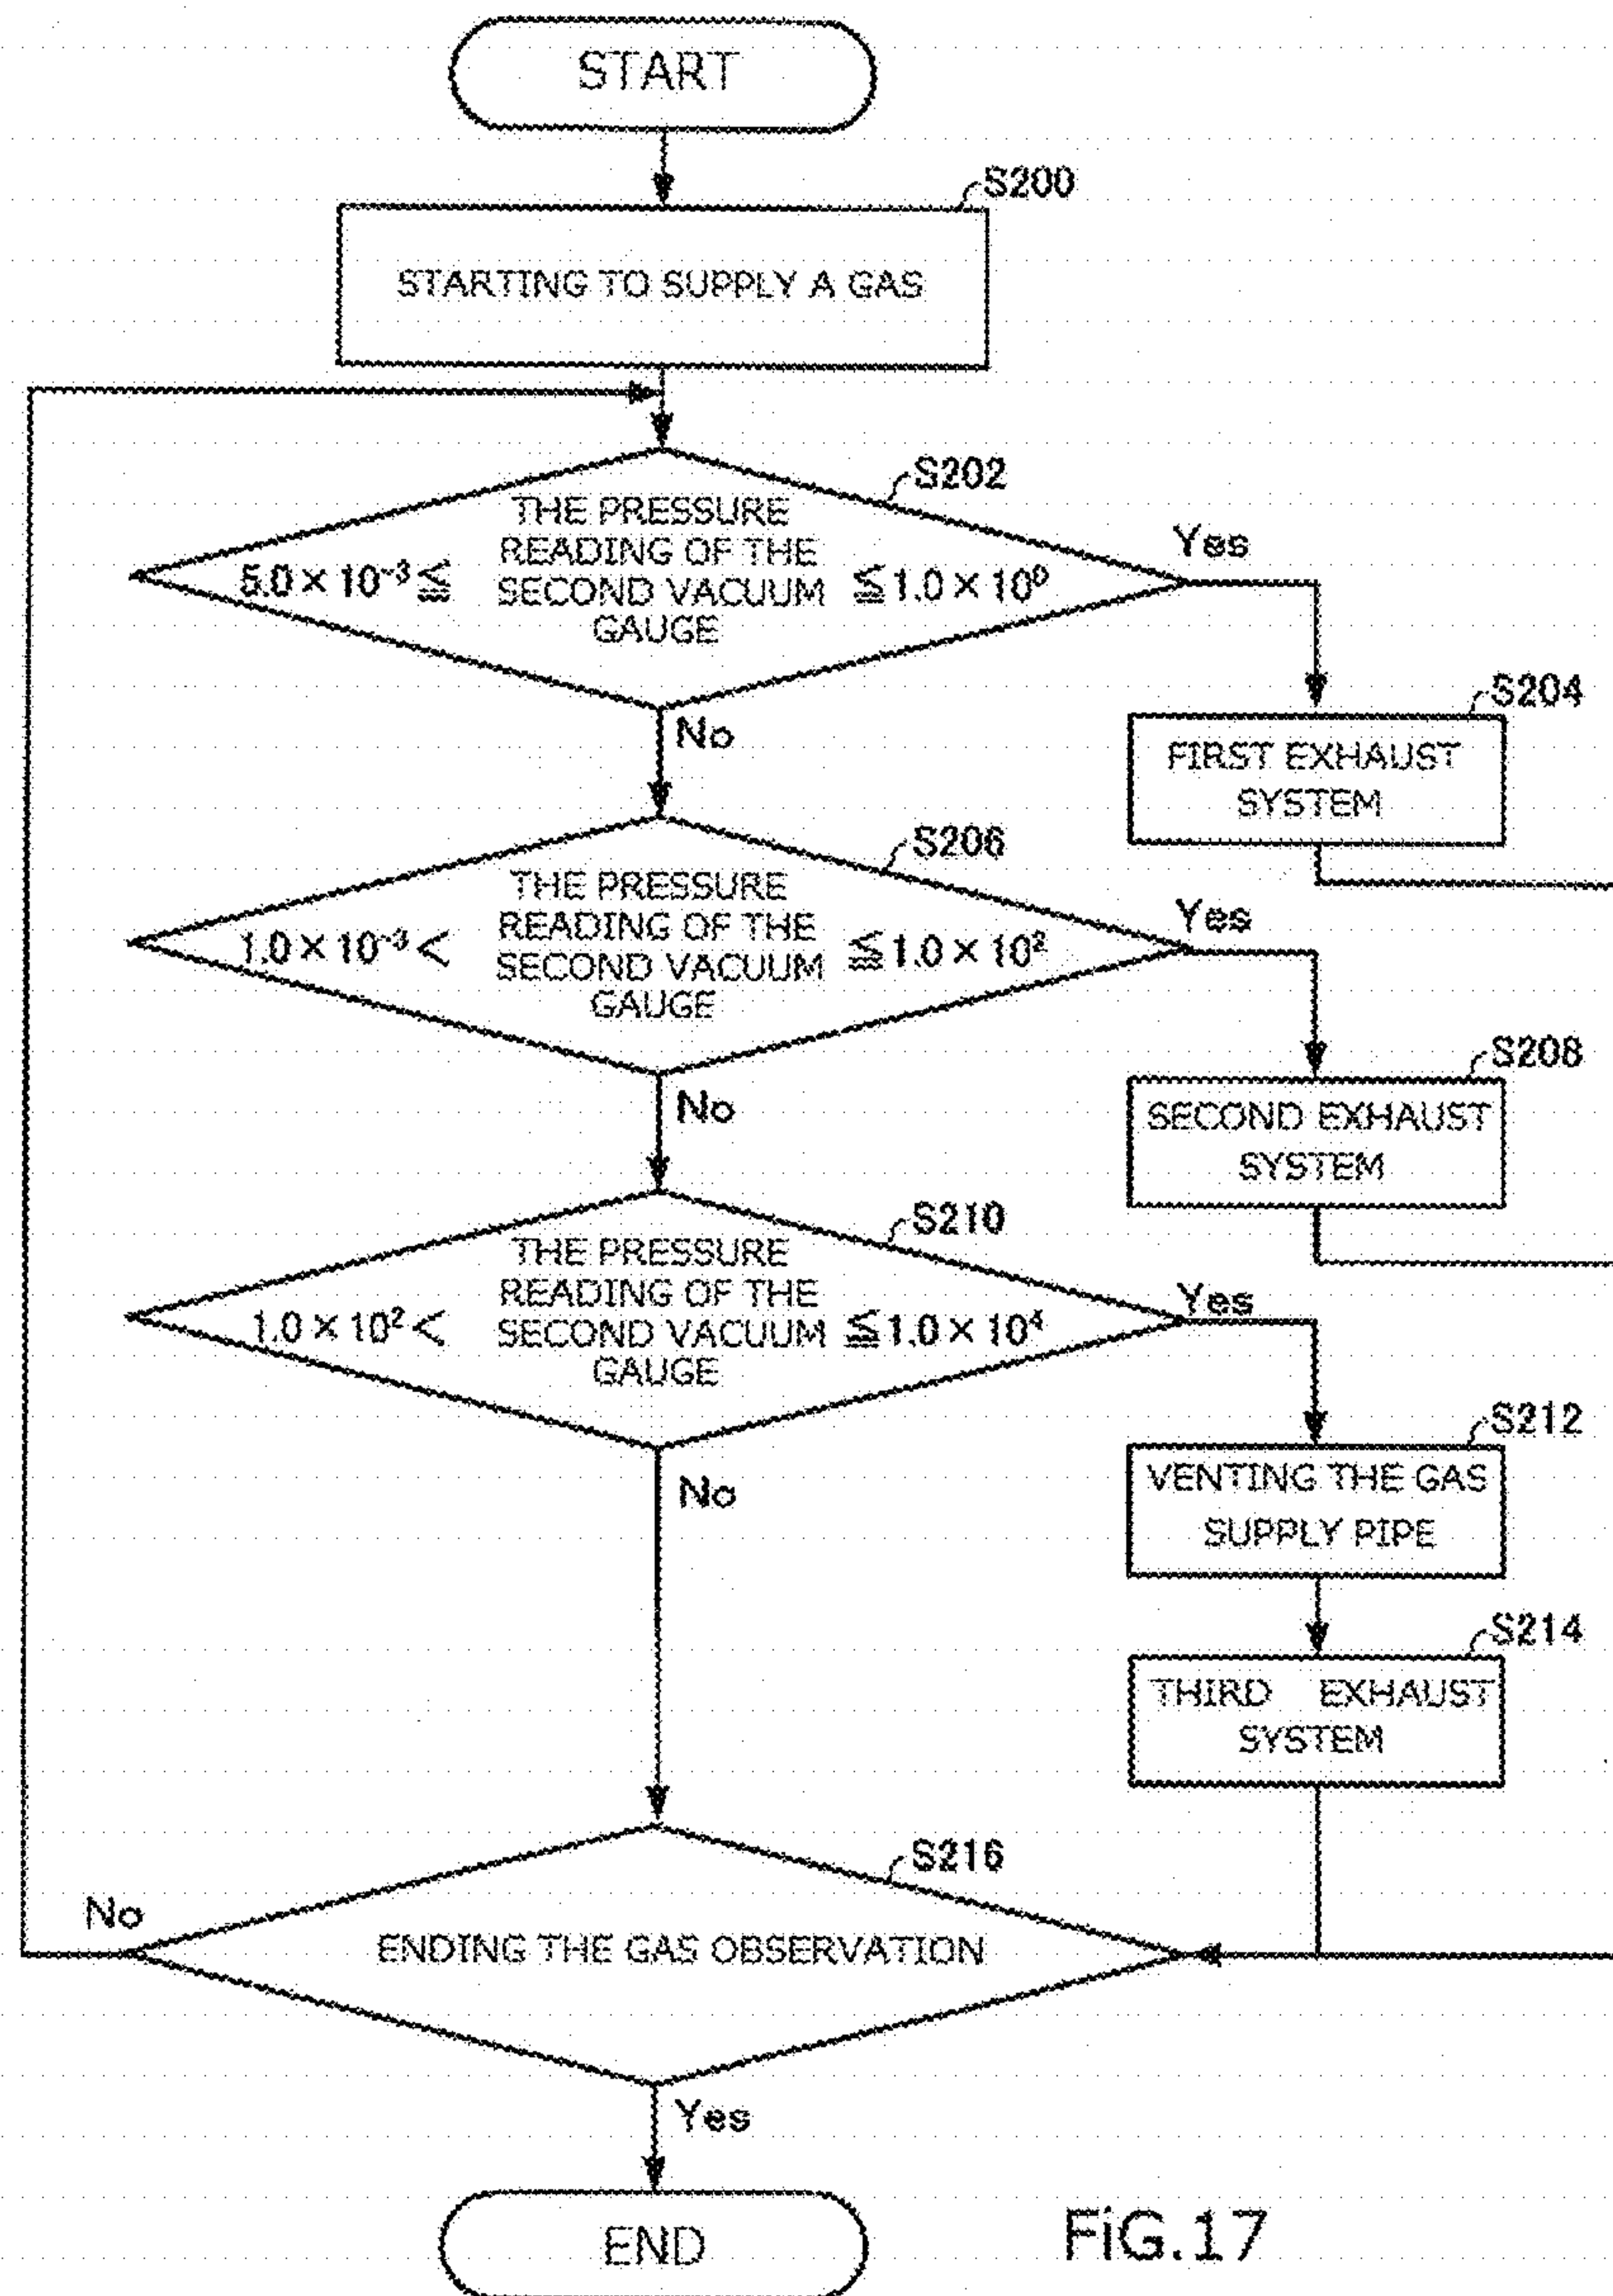 START
S200
STARTING TO SUPPLY A GAS
S202
THE PRESSURE
READING OF THE
5.0 × 10⁻³ ≦ SECOND VACUUM ≦ 1.0 × 10⁰
GAUGE
Yes
No
S204
FIRST EXHAUST
SYSTEM
S206
THE PRESSURE
READING OF THE
1.0 × 10⁻³ < SECOND VACUUM ≦ 1.0 × 10²
GAUGE
Yes
No
S208
SECOND EXHAUST
SYSTEM
S210
THE PRESSURE
READING OF THE
1.0 × 10² < SECOND VACUUM ≦ 1.0 × 10⁴
GAUGE
Yes
No
S212
VENTING THE GAS
SUPPLY PIPE
S214
THIRD EXHAUST
SYSTEM
S216
No
ENDING THE GAS OBSERVATION
Yes
END
FiG.17